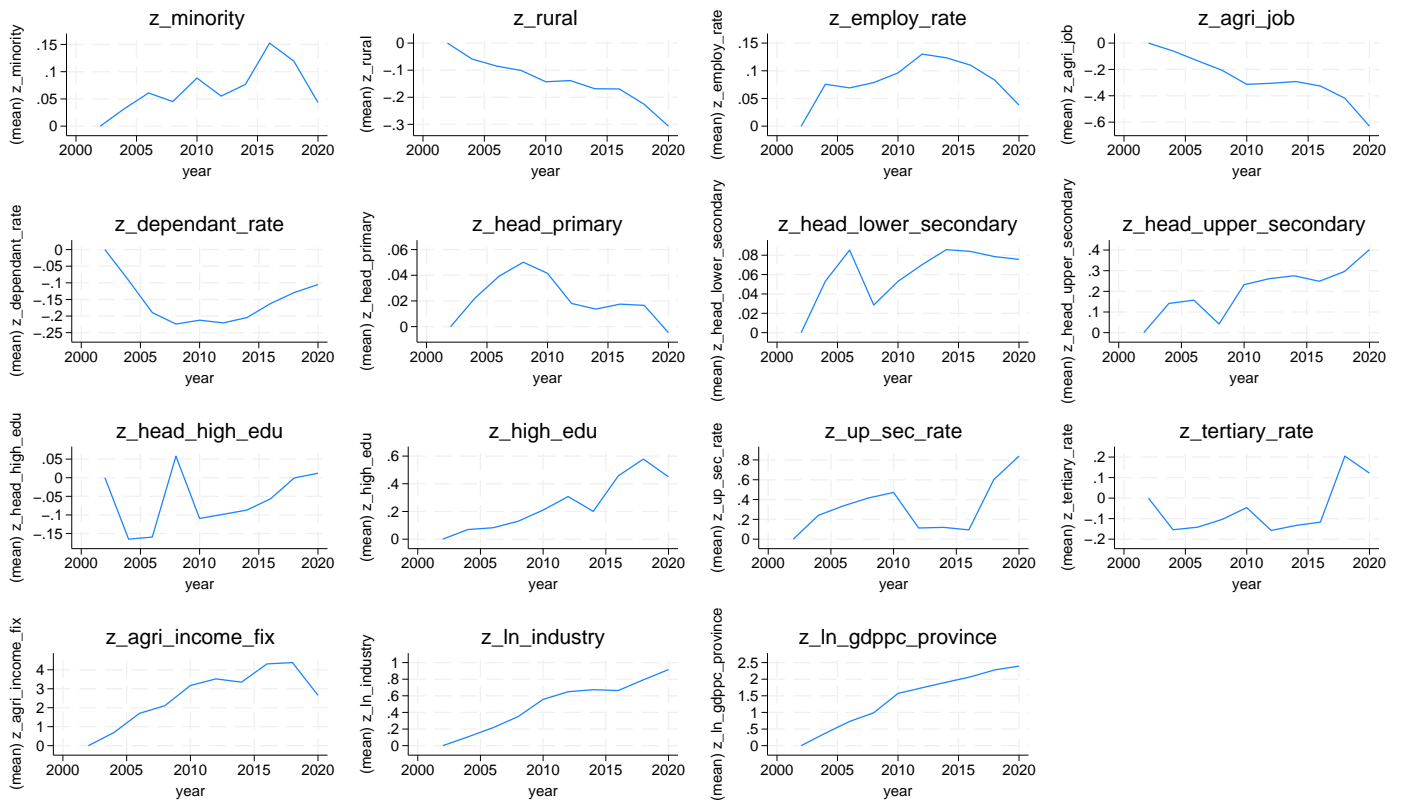 z_minority
(mean) z_minority
.15
.1
.05
0
2000 2005 2010 2015 2020
year
z_rural
(mean) z_rural
0
−.1
−.2
−.3
2000 2005 2010 2015 2020
year
z_employ_rate
(mean) z_employ_rate
.15
.1
.05
0
2000 2005 2010 2015 2020
year
z_agri_job
(mean) z_agri_job
0
−.2
−.4
−.6
2000 2005 2010 2015 2020
year
z_dependant_rate
(mean) z_dependant_rate
0
−.05
−.1
−.15
−.2
−.25
2000 2005 2010 2015 2020
year
z_head_primary
(mean) z_head_primary
.06
.04
.02
0
2000 2005 2010 2015 2020
year
z_head_lower_secondary
(mean) z_head_lower_secondary
.08
.06
.04
.02
0
2000 2005 2010 2015 2020
year
z_head_upper_secondary
(mean) z_head_upper_secondary
.4
.3
.2
.1
0
2000 2005 2010 2015 2020
year
z_head_high_edu
(mean) z_head_high_edu
.05
0
−.05
−.1
−.15
2000 2005 2010 2015 2020
year
z_high_edu
(mean) z_high_edu
.6
.4
.2
0
2000 2005 2010 2015 2020
year
z_up_sec_rate
(mean) z_up_sec_rate
.8
.6
.4
.2
0
2000 2005 2010 2015 2020
year
z_tertiary_rate
(mean) z_tertiary_rate
.2
.1
0
−.1
−.2
2000 2005 2010 2015 2020
year
z_agri_income_fix
(mean) z_agri_income_fix
4
3
2
1
0
2000 2005 2010 2015 2020
year
z_ln_industry
(mean) z_ln_industry
1
.8
.6
.4
.2
0
2000 2005 2010 2015 2020
year
z_ln_gdppc_province
(mean) z_ln_gdppc_province
2.5
2
1.5
1
.5
0
2000 2005 2010 2015 2020
year